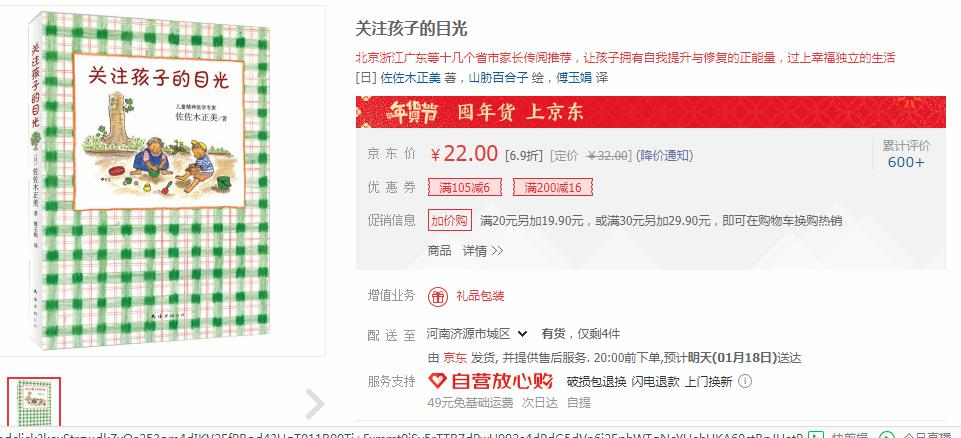 关注孩子的目光
北京浙江广东等十几个省市家长传阅推荐，让孩子拥有自我提升与修复的正能量，过上幸福独立的生活
[日] 佐佐木正美 著，山肋百合子 绘，傅玉娟 译
年货节 囤年货 上京东
京东价 ￥22.00 [6.9折] [定价 ￥32.00] (降价通知)
累计评价
600+
优惠券 满105减6 满200减16
促销信息 加价购 满20元另加19.90元，或满30元另加29.90元，即可在购物车换购热销
商品 详情 >>
增值业务 礼品包装
配送至 河南济源市城区 有货，仅剩4件
由 京东 发货, 并提供售后服务. 20:00前下单,预计明天(01月18日)送达
服务支持 自营放心购 破损包退换 闪电退款 上门换新
49元免基础运费 次日达 自提
关注孩子的目光
儿童精神医学专家
佐佐木正美/著
关注孩子的目光
[日] 佐佐木正美 著
南海出版公司